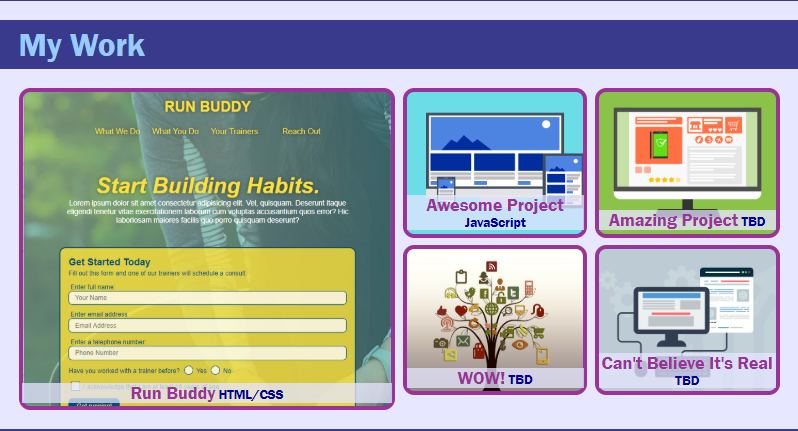 My Work
RUN BUDDY
What We Do What You Do Your Trainers Reach Out
Start Building Habits.
Lorem ipsum dolor sit amet consectetur adipisicing elit. Vel, quisquam. Deserunt itaque
eligendi tenetur vitae exercitationem laborum cum voluptas accusantium quos error? Hic
laboriosam maiores facilis quo porro quisquam deserunt?
Get Started Today
Fill out this form and one of our trainers will schedule a consult.
Enter full name:
Your Name
Enter email address:
Email Address
Enter a telephone number:
Phone Number
Have you worked with a trainer before? Yes No
I acknowledge
Run Buddy HTML/CSS
Awesome Project
JavaScript
Amazing Project TBD
WOW! TBD
Can't Believe It's Real
TBD